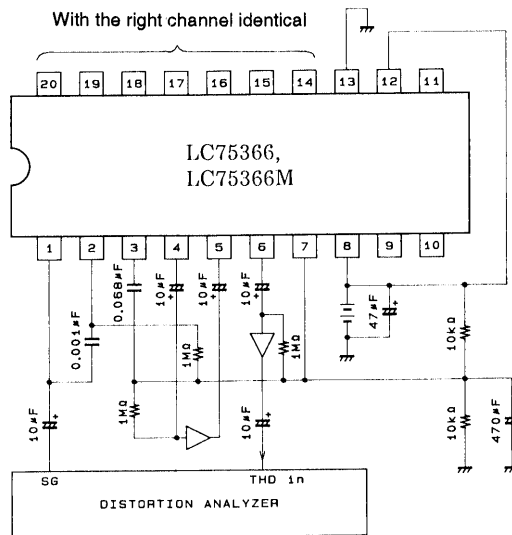 With the right channel identical
20 19 18 17 16 15 14 13 12 11
LC75366,
LC75366M
1 2 3 4 5 6 7 8 9 10
0.001μF
0.068μF
10μF
10μF
10μF
47μF
10kΩ
1MΩ
1MΩ
1MΩ
10μF
10μF
10kΩ
470μF
SG
THD in
DISTORTION ANALYZER